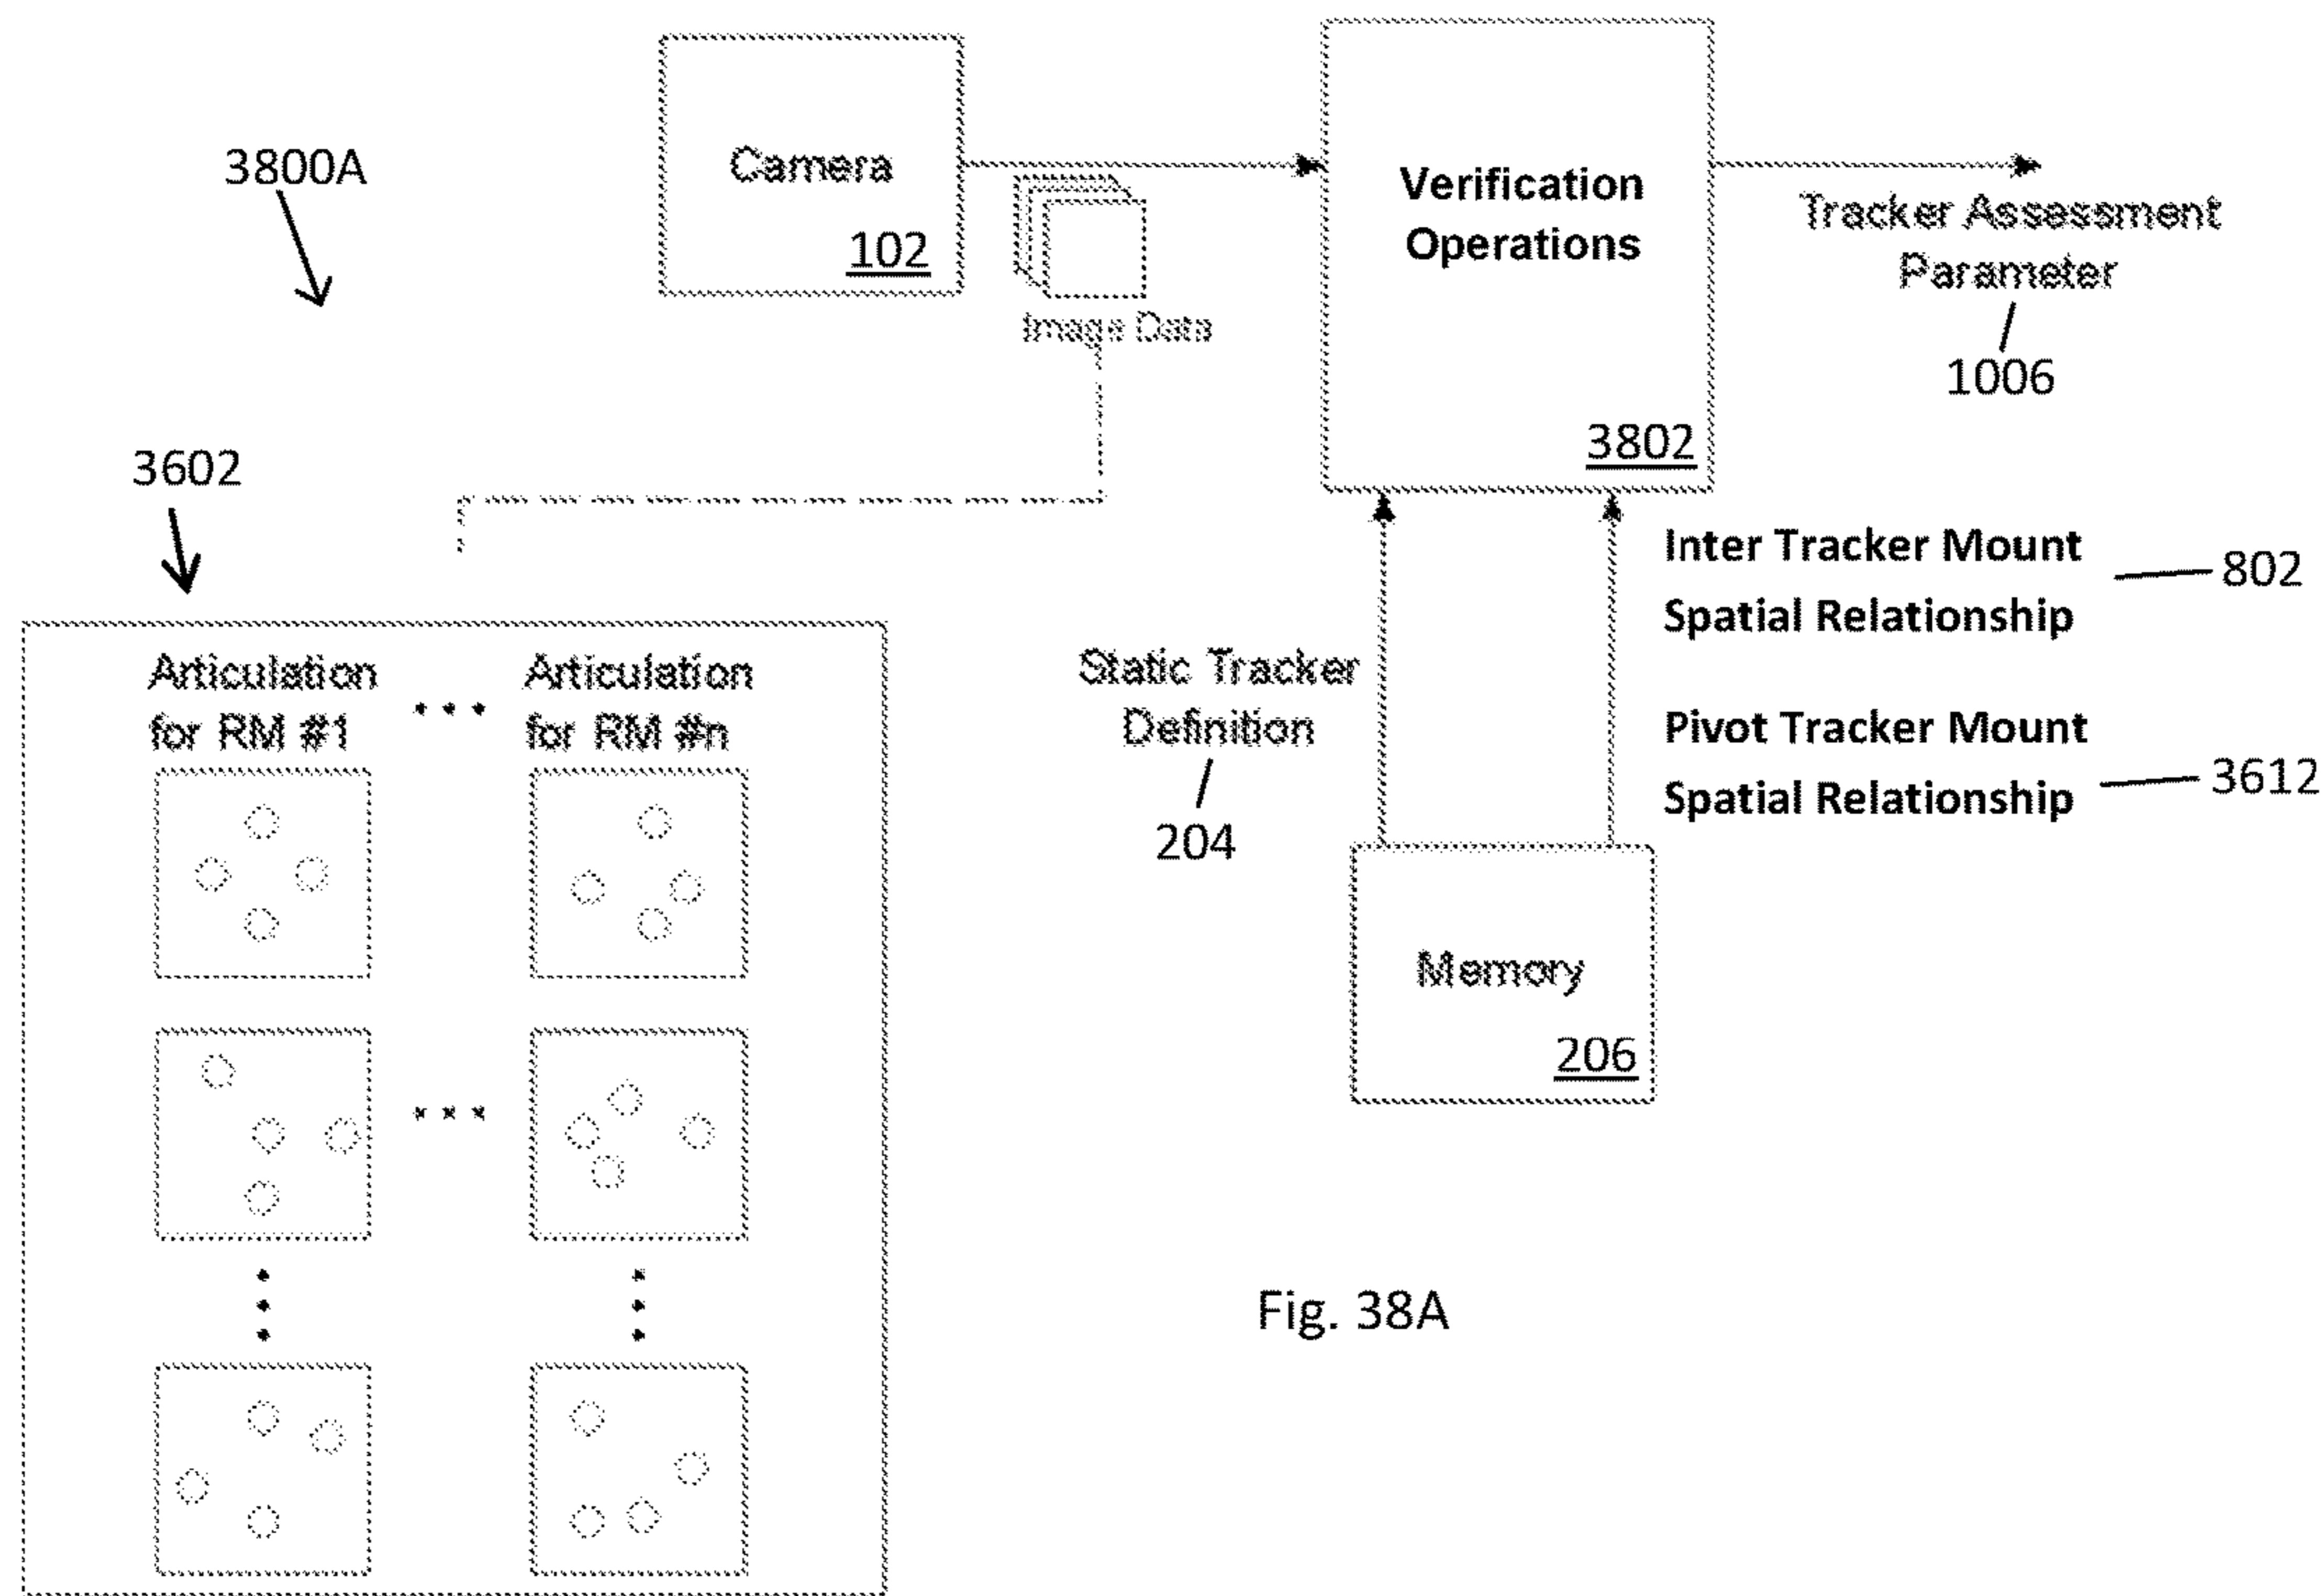 3800A
Camera
102
Image Data
Verification
Operations
3802
Tracker Assessment
Parameter
1006
3602
Articulation
for RM #1
...
Articulation
for RM #n
Static Tracker
Definition
204
Inter Tracker Mount
Spatial Relationship
802
Pivot Tracker Mount
Spatial Relationship
3612
Memory
206
Fig. 38A